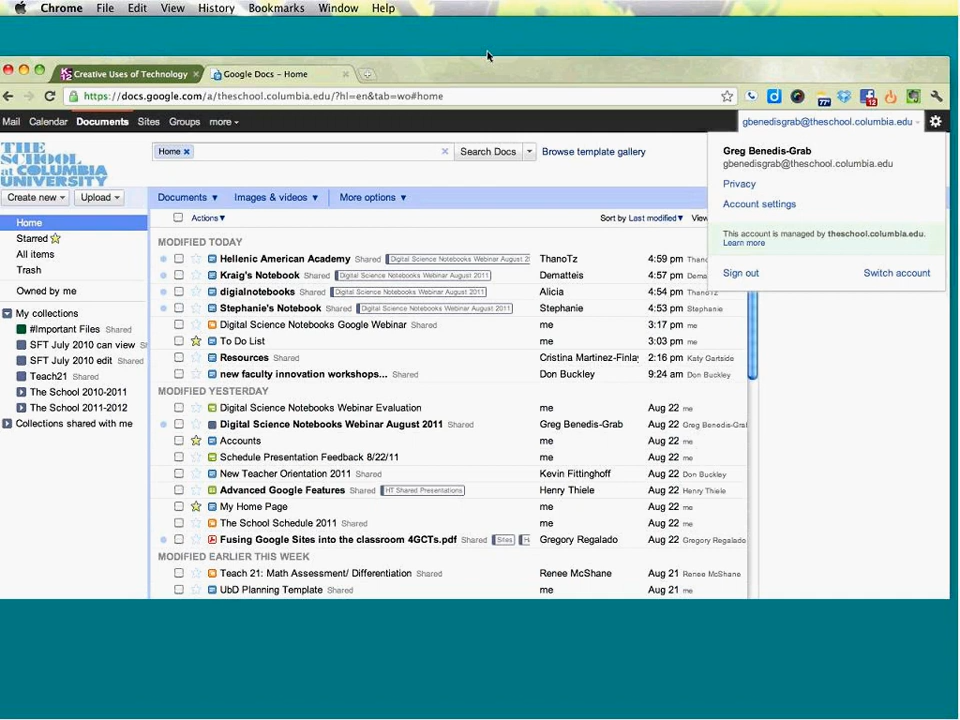 Chrome File Edit View History Bookmarks Window Help
Creative Uses of Technology × Google Docs – Home ×
https://docs.google.com/a/theschool.columbia.edu/?hl=en&tab=wo#home
Mail Calendar Documents Sites Groups more gbenedisgrab@theschool.columbia.edu
THE SCHOOL
at COLUMBIA
UNIVERSITY
Home × Search Docs Browse template gallery
Greg Benedis-Grab
gbenedisgrab@theschool.columbia.edu
Privacy
Account settings
This account is managed by theschool.columbia.edu.
Learn more
Sign out Switch account
Create new Upload Documents Images & videos More options
Actions Sort by Last modified View
Home
Starred
All items
Trash
Owned by me
My collections
#Important Files Shared
SFT July 2010 can view
SFT July 2010 edit Shared
Teach21 Shared
The School 2010-2011
The School 2011-2012
Collections shared with me
MODIFIED TODAY
Hellenic American Academy Shared Digital Science Notebooks Webinar August 2 ThanoTz 4:59 pm
Kraig's Notebook Shared Digital Science Notebooks Webinar August 2011 Dematteis 4:57 pm
digialnotebooks Shared Digital Science Notebooks Webinar August 2011 Alicia 4:54 pm ThanoTz
Stephanie's Notebook Shared Digital Science Notebooks Webinar August 2011 Stephanie 4:53 pm Stephanie
Digital Science Notebooks Google Webinar Shared me 3:17 pm me
To Do List me 3:03 pm me
Resources Shared Cristina Martinez-Finlay 2:16 pm Katy Gartside
new faculty innovation workshops... Shared Don Buckley 9:24 am Don Buckley
MODIFIED YESTERDAY
Digital Science Notebooks Webinar Evaluation me Aug 22 me
Digital Science Notebooks Webinar August 2011 Shared Greg Benedis-Grab Aug 22 Greg Benedis-Gral
Accounts me Aug 22 me
Schedule Presentation Feedback 8/22/11 me Aug 22 me
New Teacher Orientation 2011 Shared Kevin Fittinghoff Aug 22 Don Buckley
Advanced Google Features Shared HT Shared Presentations Henry Thiele Aug 22 Henry Thiele
My Home Page me Aug 22 me
The School Schedule 2011 Shared me Aug 22 me
Fusing Google Sites into the classroom 4GCTs.pdf Shared Sites Gregory Regalado Aug 22 Gregory Regalado
MODIFIED EARLIER THIS WEEK
Teach 21: Math Assessment/ Differentiation Shared Renee McShane Aug 21 Renee McShane
UbD Planning Template Shared me Aug 21 me